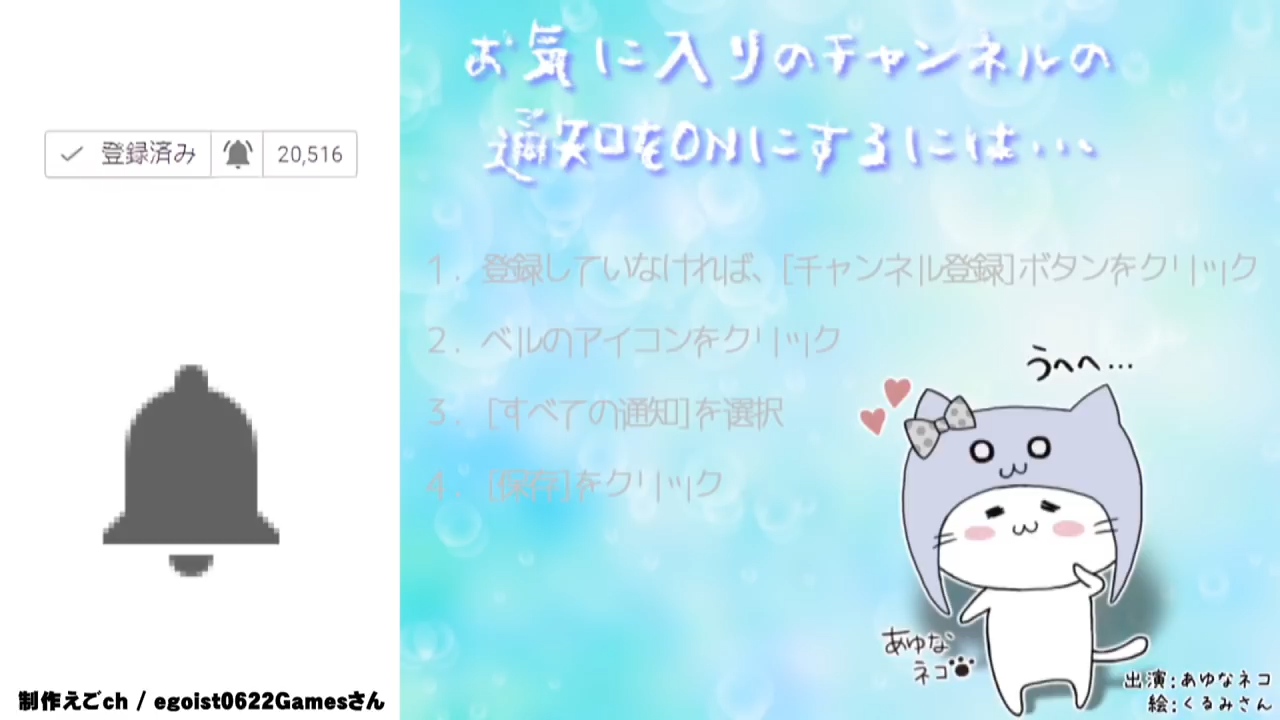 お気に入りのチャンネルの
通知をONにするには・・・
登録済み 20,516
1. 登録していなければ、[チャンネル登録]ボタンをクリック
2. ベルのアイコンをクリック
3. [すべての通知]を選択
4. [保存]をクリック
うへへ…
あゆな
ネコ
出演:あゆなネコ
絵:くるみさん
制作えごch / egoist0622Gamesさん